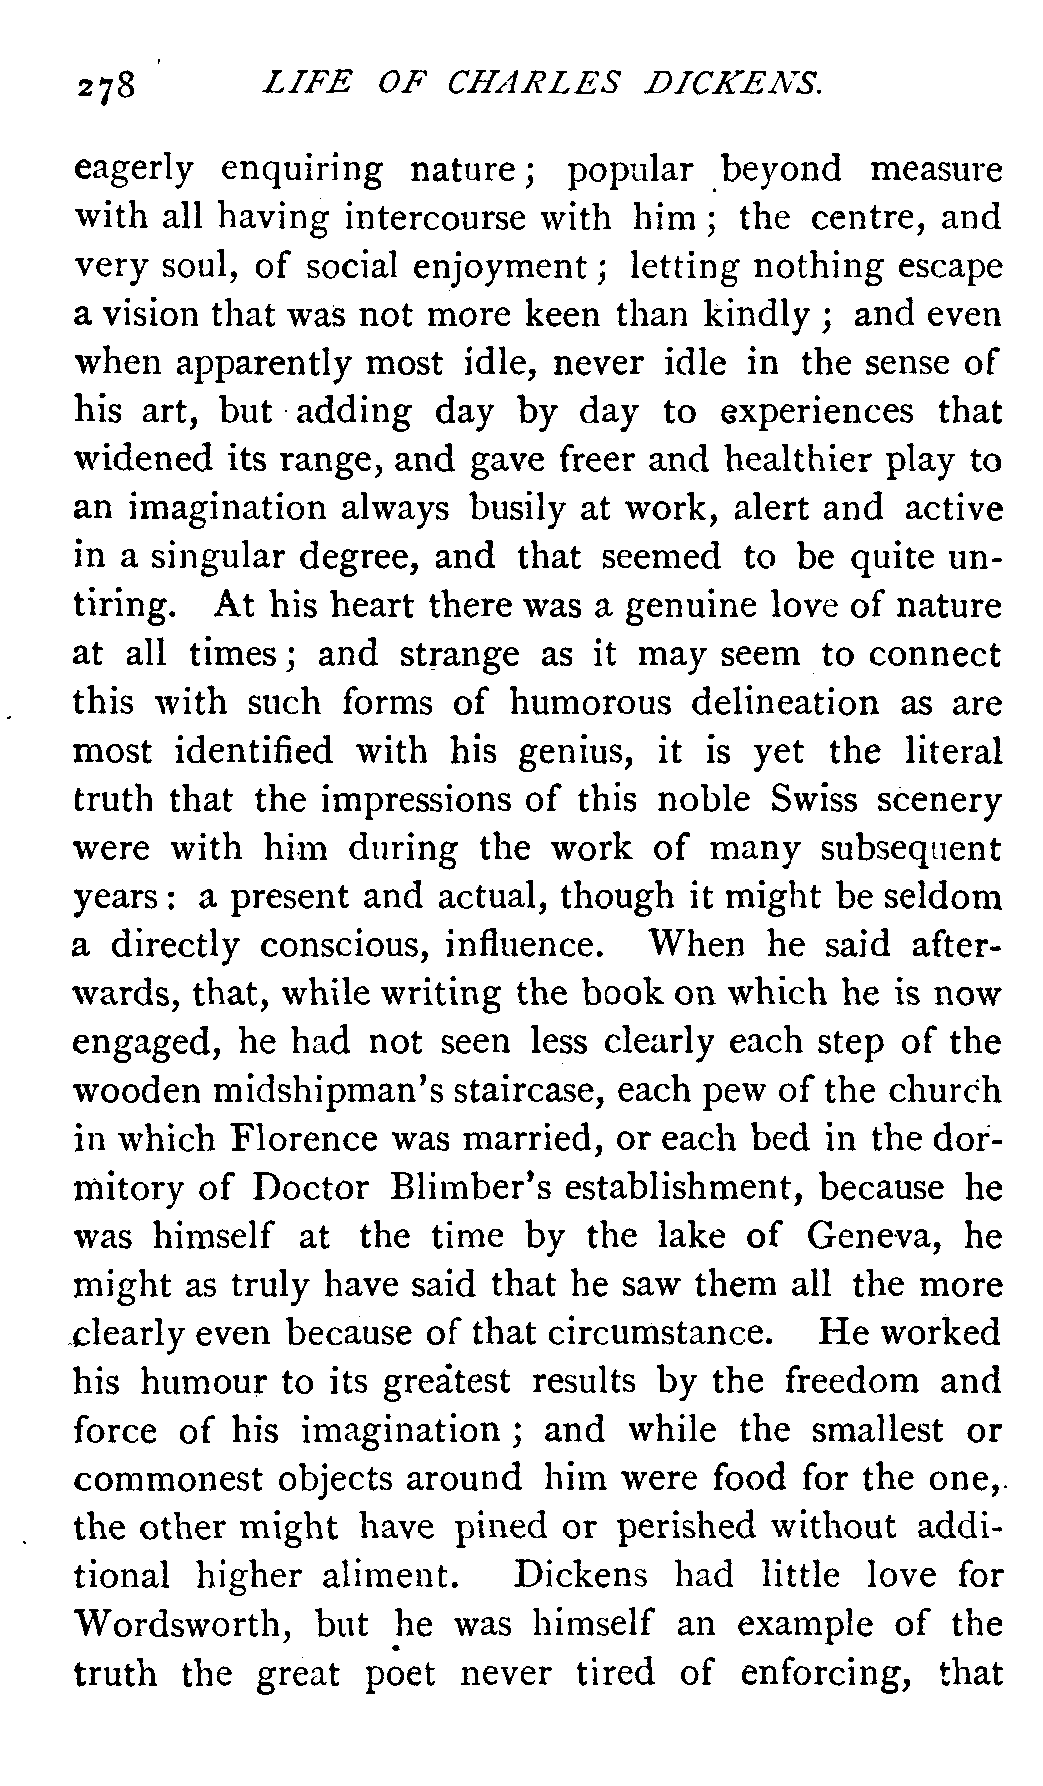 278 LIFE OF CHARLES DICKENS.
eagerly enquiring nature; popular beyond measure
with all having intercourse with him; the centre, and
very soul, of social enjoyment; letting nothing escape
a vision that was not more keen than kindly; and even
when apparently most idle, never idle in the sense of
his art, but adding day by day to experiences that
widened its range, and gave freer and healthier play to
an imagination always busily at work, alert and active
in a singular degree, and that seemed to be quite un-
tiring. At his heart there was a genuine love of nature
at all times; and strange as it may seem to connect
this with such forms of humorous delineation as are
most identified with his genius, it is yet the literal
truth that the impressions of this noble Swiss scenery
were with him during the work of many subsequent
years: a present and actual, though it might be seldom
a directly conscious, influence. When he said after-
wards, that, while writing the book on which he is now
engaged, he had not seen less clearly each step of the
wooden midshipman's staircase, each pew of the church
in which Florence was married, or each bed in the dor-
mitory of Doctor Blimber's establishment, because he
was himself at the time by the lake of Geneva, he
might as truly have said that he saw them all the more
clearly even because of that circumstance. He worked
his humour to its greatest results by the freedom and
force of his imagination; and while the smallest or
commonest objects around him were food for the one,
the other might have pined or perished without addi-
tional higher aliment. Dickens had little love for
Wordsworth, but he was himself an example of the
truth the great poet never tired of enforcing, that